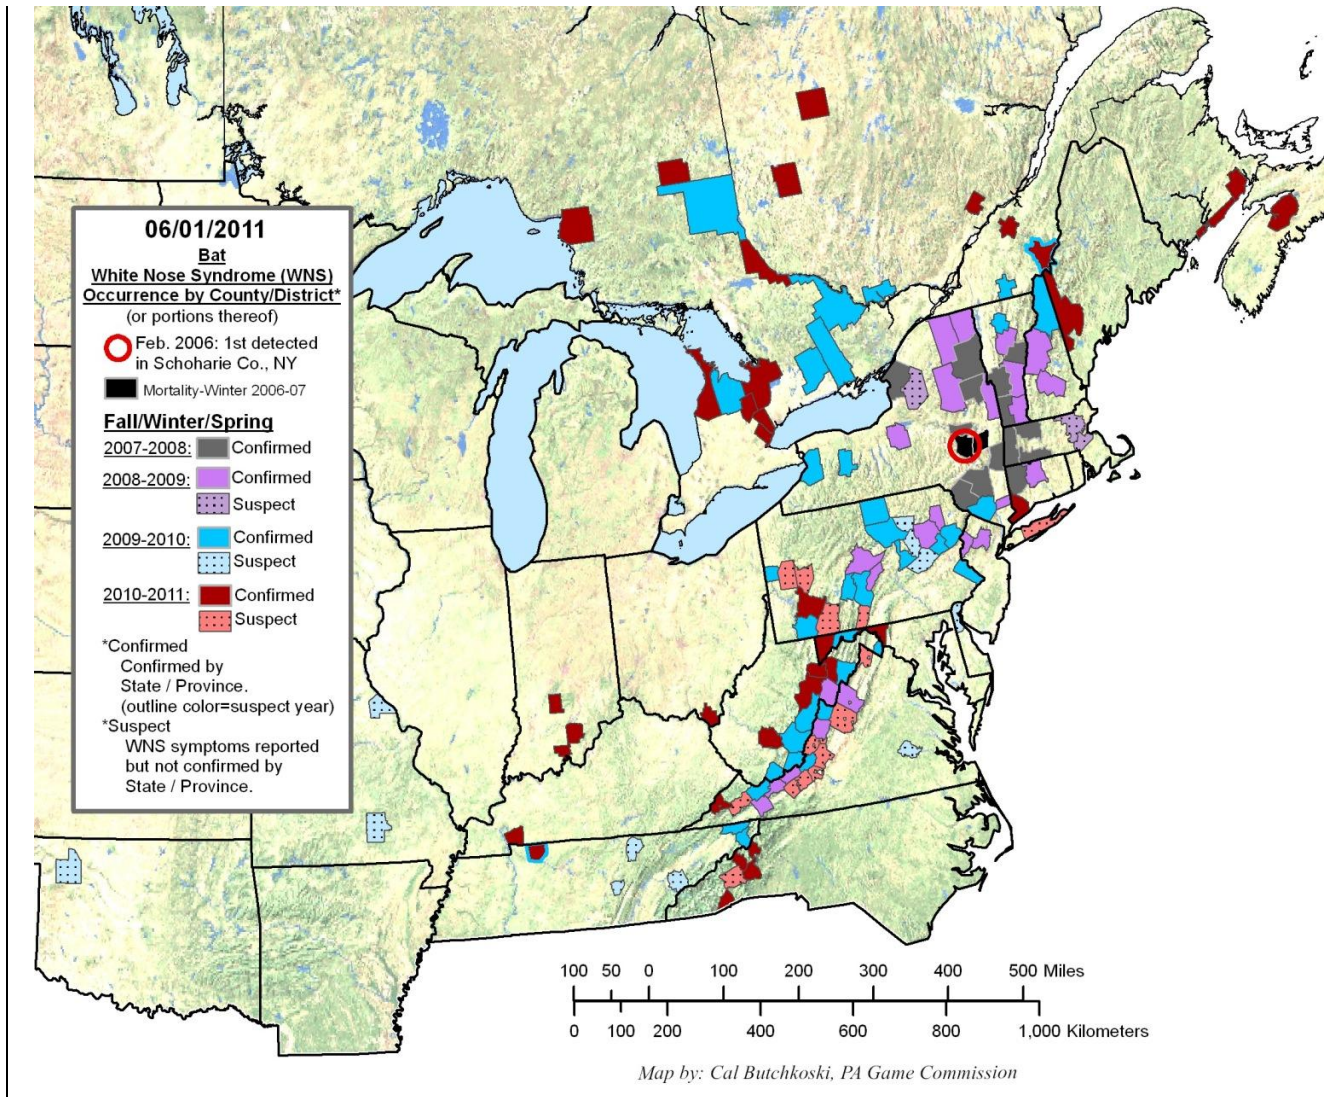 06/01/2011
Bat
White Nose Syndrome (WNS)
Occurrence by County/District*
(or portions thereof)
Feb. 2006: 1st detected
in Schoharie Co., NY
Mortality-Winter 2006-07
Fall/Winter/Spring
2007-2008: Confirmed
2008-2009: Confirmed
Suspect
2009-2010: Confirmed
Suspect
2010-2011: Confirmed
Suspect
*Confirmed
Confirmed by
State / Province.
(outline color=suspect year)
*Suspect
WNS symptoms reported
but not confirmed by
State / Province.
100 50 0 100 200 300 400 500 Miles
0 100 200 400 600 800 1,000 Kilometers
Map by: Cal Butchkoski, PA Game Commission